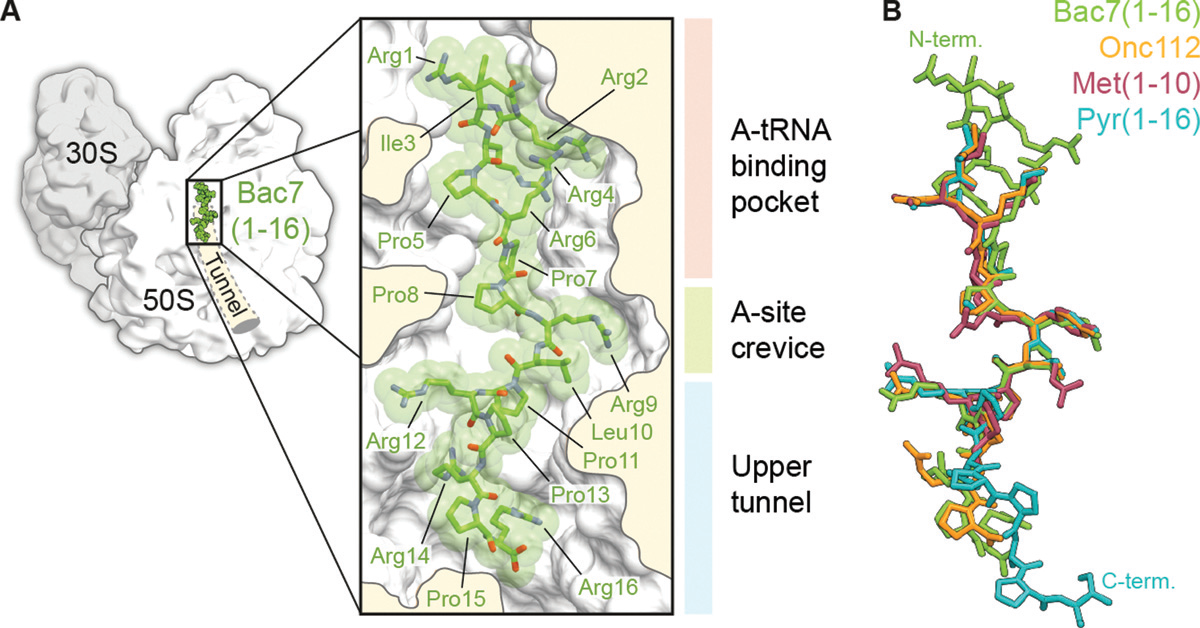 A
30S
50S
Bac7
(1-16)
Tunnel
Arg1
Arg2
Ile3
Arg4
Pro5
Arg6
Pro7
Pro8
Arg9
Leu10
Pro11
Arg12
Pro13
Arg14
Pro15
Arg16
A-tRNA
binding
pocket
A-site
crevice
Upper
tunnel
B
Bac7(1-16)
Onc112
Met(1-10)
Pyr(1-16)
N-term.
C-term.